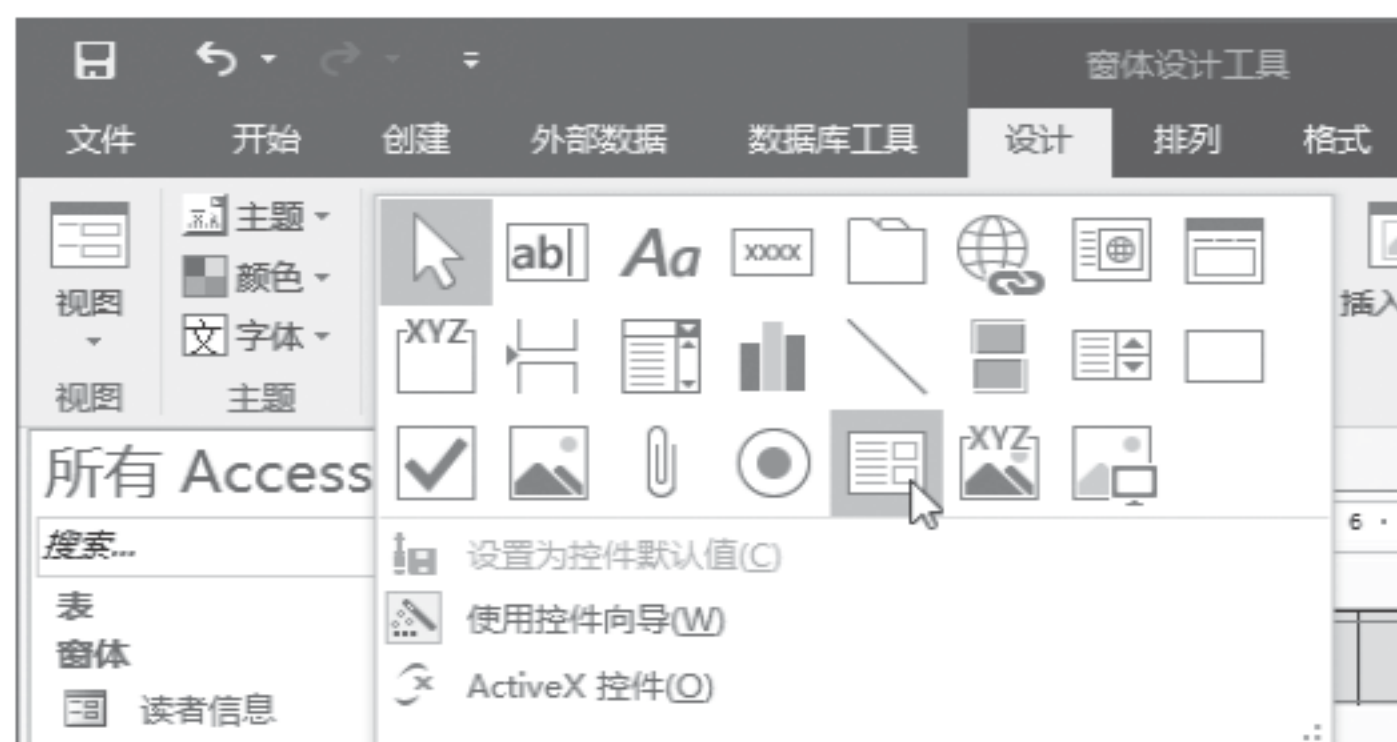 窗体设计工具
文件 开始 创建 外部数据 数据库工具 设计 排列 格式
主题
颜色
字体
视图
插入
视图 主题
ab Aa XXXX
XYZ
XYZ
所有 Access
搜索...
6 ·
表
窗体
读者信息
设置为控件默认值(C)
使用控件向导(W)
ActiveX 控件(O)